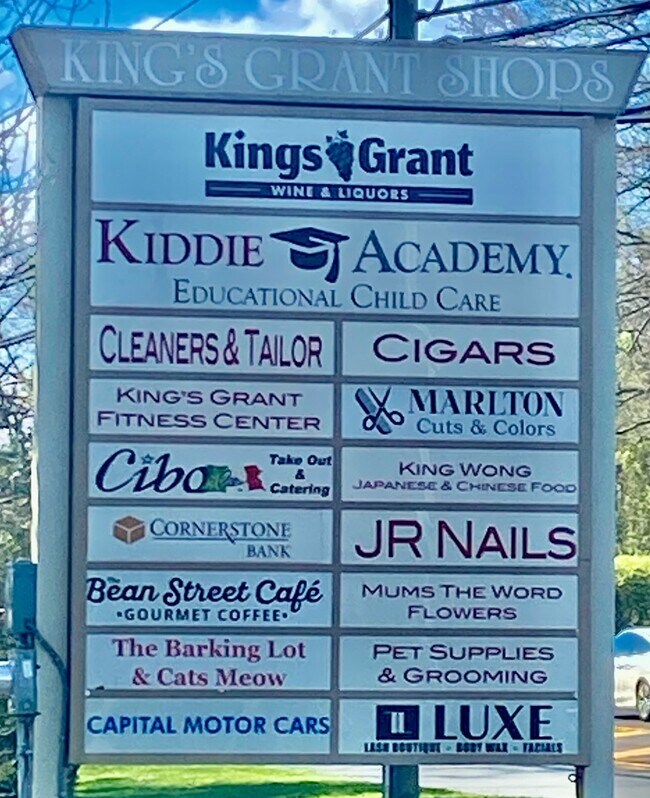 KING'S GRANT SHOPS
Kings Grant
WINE & LIQUORS
KIDDIE ACADEMY
EDUCATIONAL CHILD CARE
CLEANERS & TAILOR
CIGARS
KING'S GRANT
FITNESS CENTER
MARLTON
Cuts & Colors
Cibo
Take Out
&
Catering
KING WONG
JAPANESE & CHINESE FOOD
CORNERSTONE
BANK
JR NAILS
The Bean Street Café
•GOURMET COFFEE•
MUMS THE WORD
FLOWERS
The Barking Lot
& Cats Meow
PET SUPPLIES
& GROOMING
CAPITAL MOTOR CARS
LUXE
LASH BOUTIQUE - BODY WAX - FACIALS